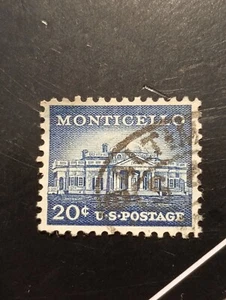 MONTICELLO
20¢ U.S. POSTAGE